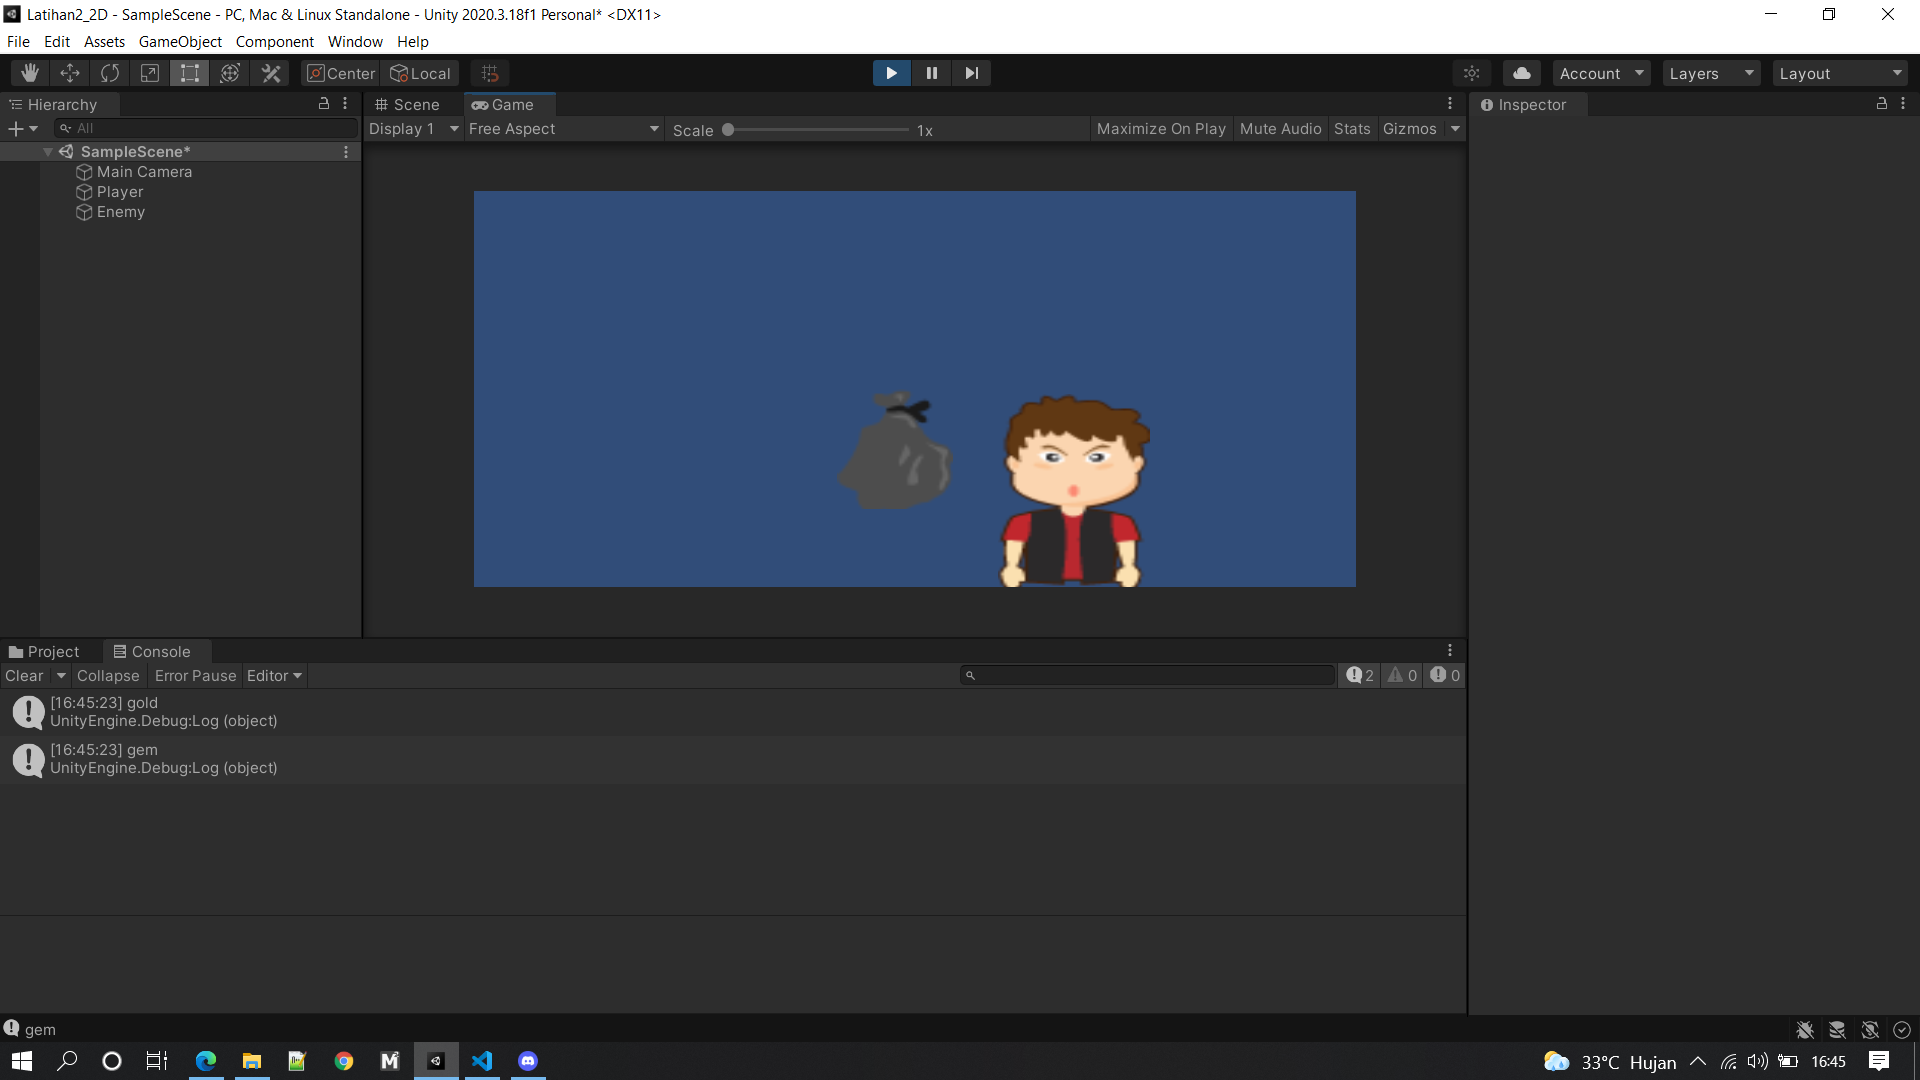 Latihan2_2D - SampleScene - PC, Mac & Linux Standalone - Unity 2020.3.18f1 Personal* <DX11>
File Edit Assets GameObject Component Window Help
Center Local Account Layers Layout
Hierarchy
All
SampleScene*
Main Camera
Player
Enemy
Scene Game
Display 1 Free Aspect Scale 1x Maximize On Play Mute Audio Stats Gizmos
Inspector
Project Console
Clear Collapse Error Pause Editor 2 0 0
[16:45:23] gold
UnityEngine.Debug:Log (object)
[16:45:23] gem
UnityEngine.Debug:Log (object)
gem
33°C Hujan 16:45